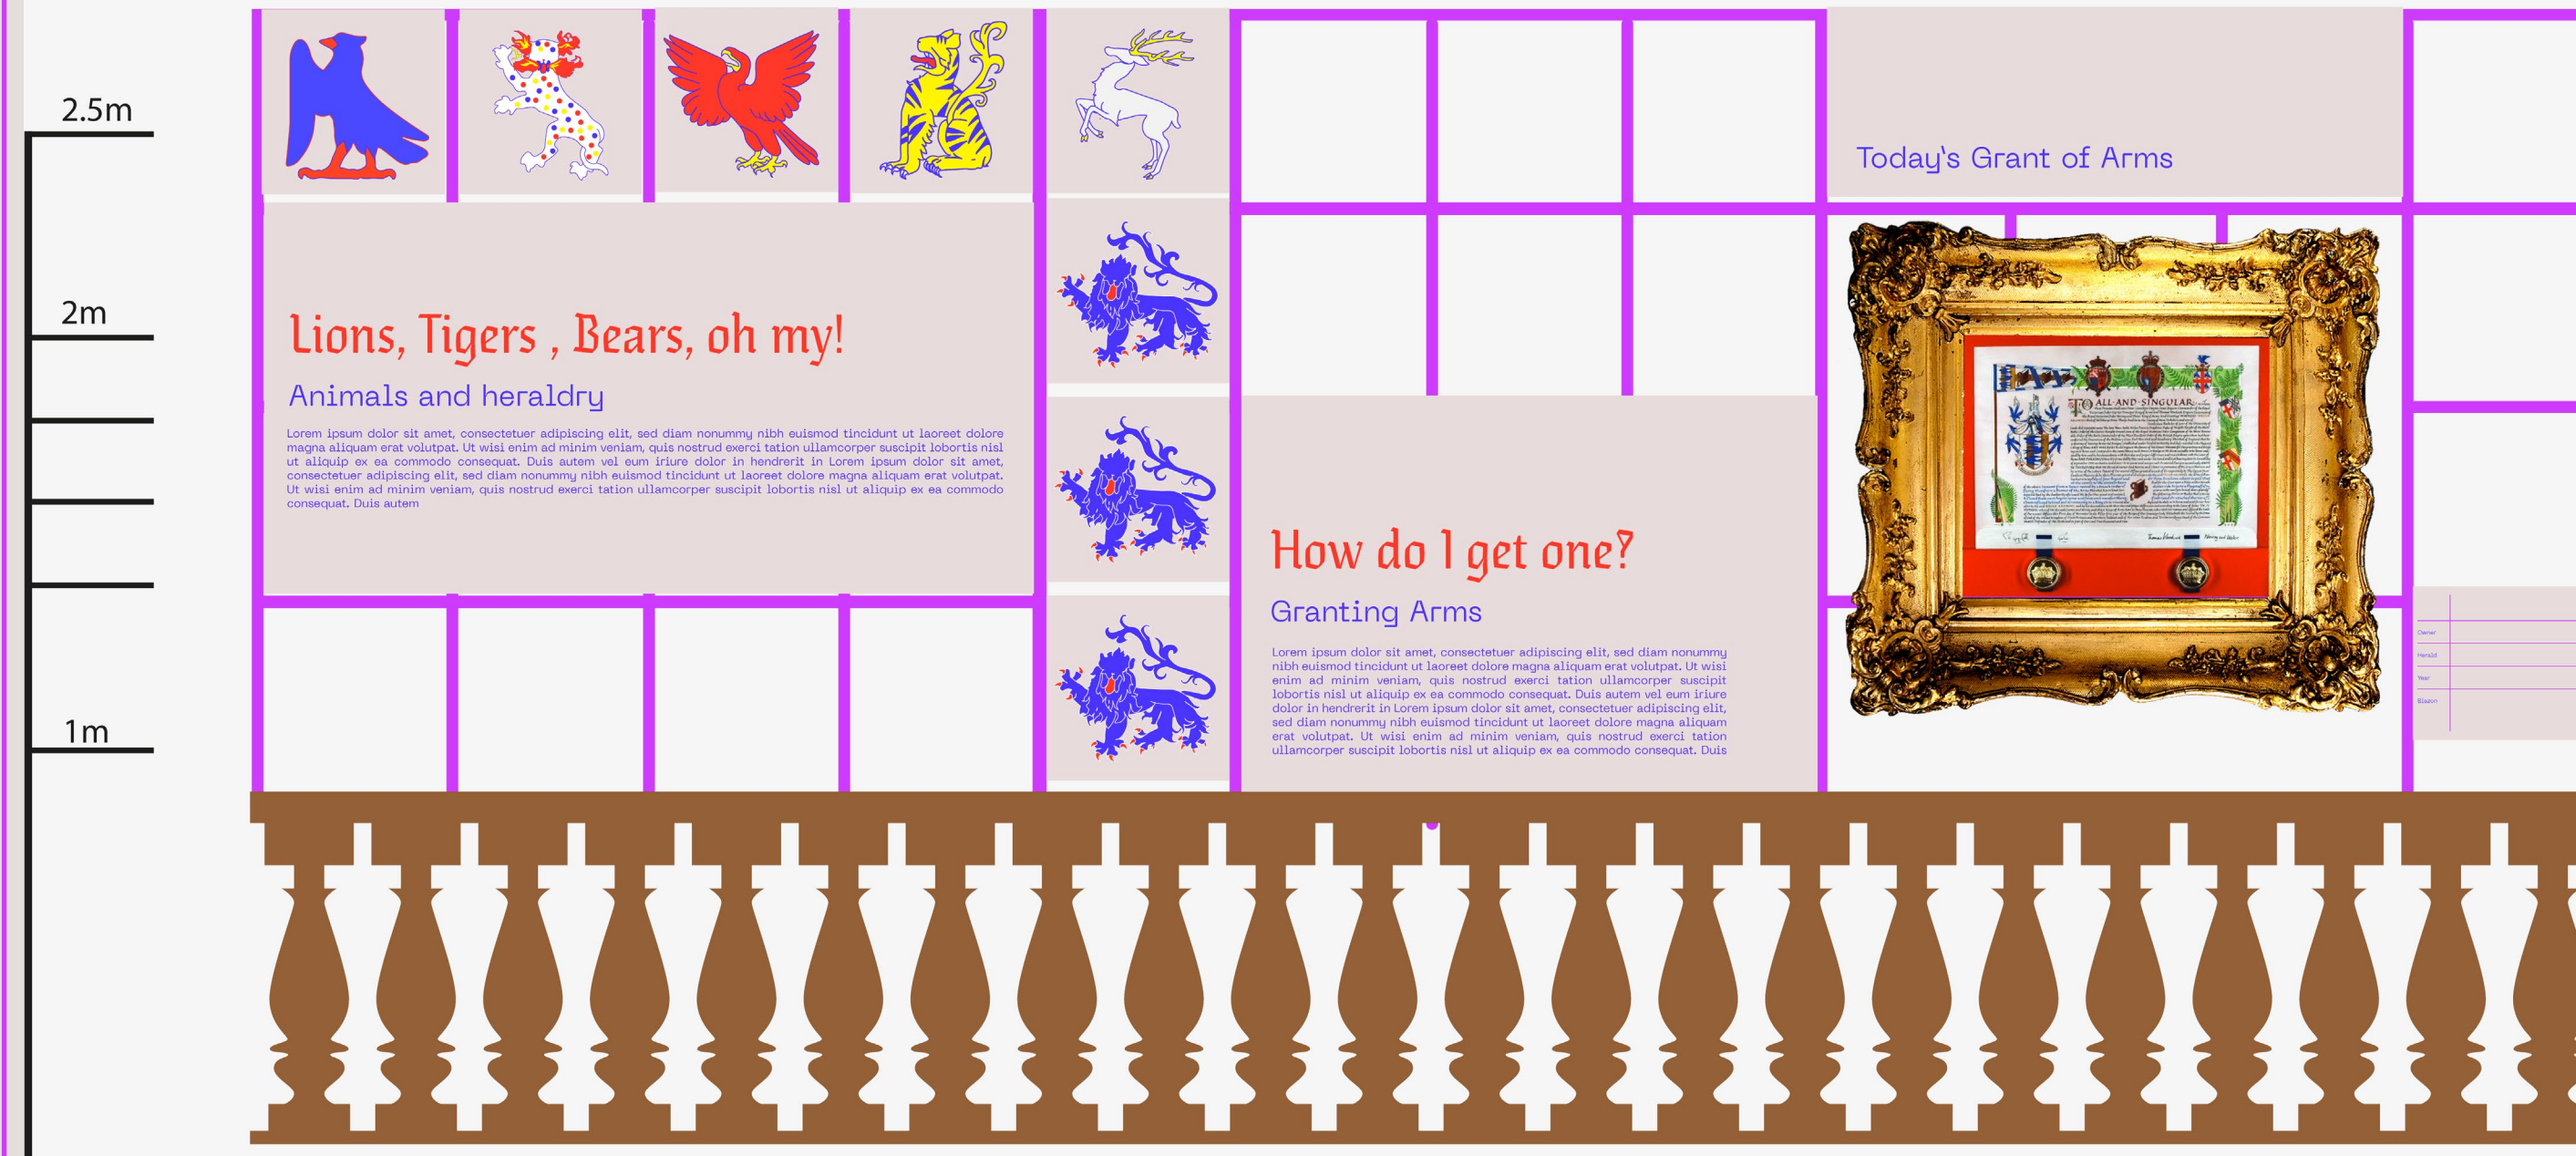 2.5m
2m
1m
Lions, Tigers , Bears, oh my!
Animals and heraldry
Lorem ipsum dolor sit amet, consectetuer adipiscing elit, sed diam nonummy nibh euismod tincidunt ut laoreet dolore
magna aliquam erat volutpat. Ut wisi enim ad minim veniam, quis nostrud exerci tation ullamcorper suscipit lobortis nisl
ut aliquip ex ea commodo consequat. Duis autem vel eum iriure dolor in hendrerit in Lorem ipsum dolor sit amet,
consectetuer adipiscing elit, sed diam nonummy nibh euismod tincidunt ut laoreet dolore magna aliquam erat volutpat.
Ut wisi enim ad minim veniam, quis nostrud exerci tation ullamcorper suscipit lobortis nisl ut aliquip ex ea commodo
consequat. Duis autem
How do I get one?
Granting Arms
Lorem ipsum dolor sit amet, consectetuer adipiscing elit, sed diam nonummy
nibh euismod tincidunt ut laoreet dolore magna aliquam erat volutpat. Ut wisi
enim ad minim veniam, quis nostrud exerci tation ullamcorper suscipit
lobortis nisl ut aliquip ex ea commodo consequat. Duis autem vel eum iriure
dolor in hendrerit in Lorem ipsum dolor sit amet, consectetuer adipiscing elit,
sed diam nonummy nibh euismod tincidunt ut laoreet dolore magna aliquam
erat volutpat. Ut wisi enim ad minim veniam, quis nostrud exerci tation
ullamcorper suscipit lobortis nisl ut aliquip ex ea commodo consequat. Duis
Today's Grant of Arms
TO ALL AND SINGULAR
Owner
Herald
Year
Blazon